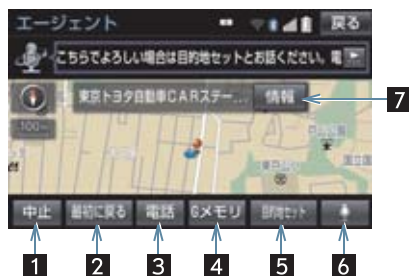 エージェント
戻る
こちらでよろしい場合は目的地セットとお話ください。電
東京トヨタ自動車CARステー... 情報
7
100m
中止 最初に戻る 電話 Gメモリ 目的地セット
1 2 3 4 5 6